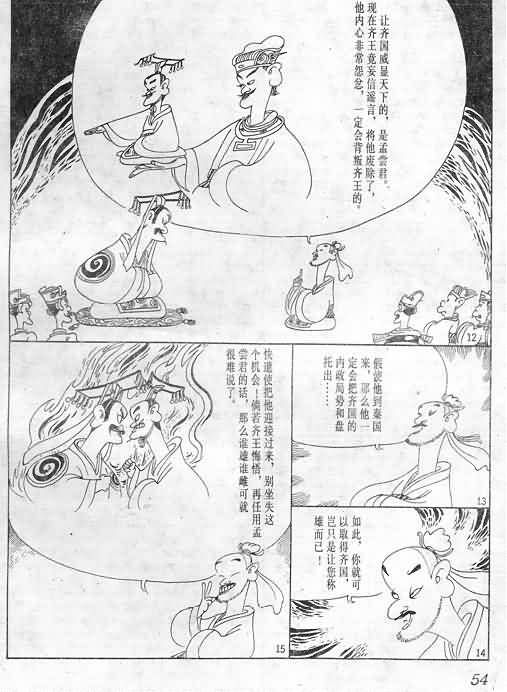 让齐国威显天下的，是孟尝君。
现在齐王竟妄信谣言，将他废除了，
他内心非常怨忿，一定会背叛齐王的。
12
假使他到秦国
来，那么他一
定会把齐国的
内政局势和盘
托出……
13
如此，你就可
以取得齐国，
岂只是让您称
雄而已！
14
快遣使把他迎接过来，别坐失这
个机会！倘若齐王悔悟，再任用孟
尝君的话，那么谁雄谁雌可就
很难说了。
15
54